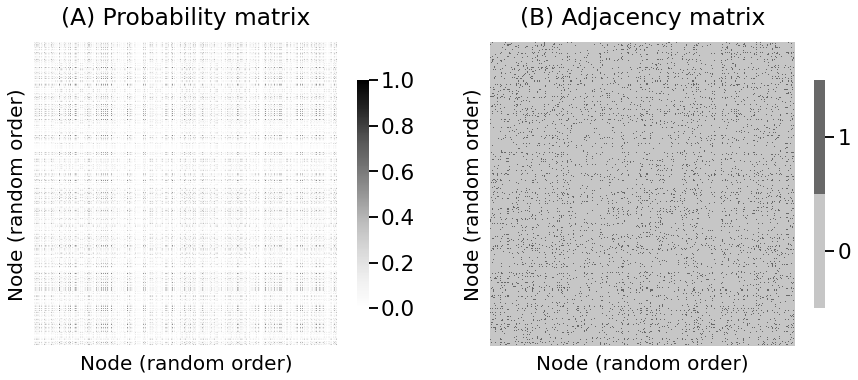 (A) Probability matrix
Node (random order)
Node (random order)
1.0
0.8
0.6
0.4
0.2
0.0
(B) Adjacency matrix
Node (random order)
Node (random order)
1
0